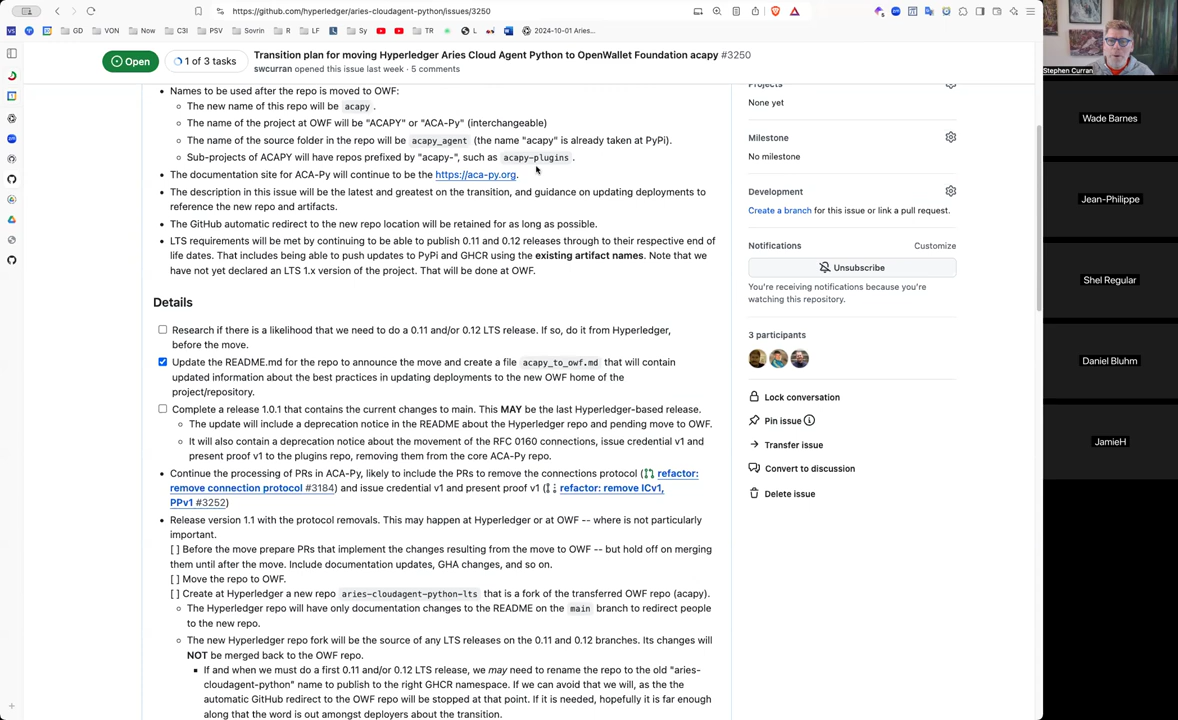 https://github.com/hyperledger/aries-cloudagent-python/issues/3250
GD
VON
Now
C3I
PSV
Sovrin
R
LF
Sy
TR
L
2024-10-01 Aries...
Open
1 of 3 tasks
Transition plan for moving Hyperledger Aries Cloud Agent Python to OpenWallet Foundation acapy #3250
swcurran opened this issue last week · 5 comments
Names to be used after the repo is moved to OWF:
The new name of this repo will be acapy .
The name of the project at OWF will be "ACAPY" or "ACA-Py" (interchangeable)
The name of the source folder in the repo will be acapy_agent (the name "acapy" is already taken at PyPi).
Sub-projects of ACAPY will have repos prefixed by "acapy-", such as acapy-plugins .
The documentation site for ACA-Py will continue to be the https://aca-py.org.
The description in this issue will be the latest and greatest on the transition, and guidance on updating deployments to
reference the new repo and artifacts.
The GitHub automatic redirect to the new repo location will be retained for as long as possible.
LTS requirements will be met by continuing to be able to publish 0.11 and 0.12 releases through to their respective end of
life dates. That includes being able to push updates to PyPi and GHCR using the existing artifact names. Note that we
have not yet declared an LTS 1.x version of the project. That will be done at OWF.
Details
Research if there is a likelihood that we need to do a 0.11 and/or 0.12 LTS release. If so, do it from Hyperledger,
before the move.
Update the README.md for the repo to announce the move and create a file acapy_to_owf.md that will contain
updated information about the best practices in updating deployments to the new OWF home of the
project/repository.
Complete a release 1.0.1 that contains the current changes to main. This MAY be the last Hyperledger-based release.
The update will include a deprecation notice in the README about the Hyperledger repo and pending move to OWF.
It will also contain a deprecation notice about the movement of the RFC 0160 connections, issue credential v1 and
present proof v1 to the plugins repo, removing them from the core ACA-Py repo.
Continue the processing of PRs in ACA-Py, likely to include the PRs to remove the connections protocol ( refactor:
remove connection protocol #3184) and issue credential v1 and present proof v1 ( refactor: remove ICv1,
PPv1 #3252)
Release version 1.1 with the protocol removals. This may happen at Hyperledger or at OWF -- where is not particularly
important.
[ ] Before the move prepare PRs that implement the changes resulting from the move to OWF -- but hold off on merging
them until after the move. Include documentation updates, GHA changes, and so on.
[ ] Move the repo to OWF.
[ ] Create at Hyperledger a new repo aries-cloudagent-python-lts that is a fork of the transferred OWF repo (acapy).
The Hyperledger repo will have only documentation changes to the README on the main branch to redirect people
to the new repo.
The new Hyperledger repo fork will be the source of any LTS releases on the 0.11 and 0.12 branches. Its changes will
NOT be merged back to the OWF repo.
If and when we must do a first 0.11 and/or 0.12 LTS release, we may need to rename the repo to the old "aries-
cloudagent-python" name to publish to the right GHCR namespace. If we can avoid that we will, as the the
automatic GitHub redirect to the OWF repo will be stopped at that point. If it is needed, hopefully it is far enough
along that the word is out amongst deployers about the transition.
Projects
None yet
Milestone
No milestone
Development
Create a branch for this issue or link a pull request.
Notifications
Customize
Unsubscribe
You're receiving notifications because you're
watching this repository.
3 participants
Lock conversation
Pin issue
Transfer issue
Convert to discussion
Delete issue
Stephen Curran
Wade Barnes
Jean-Philippe
Shel Regular
Daniel Bluhm
JamieH